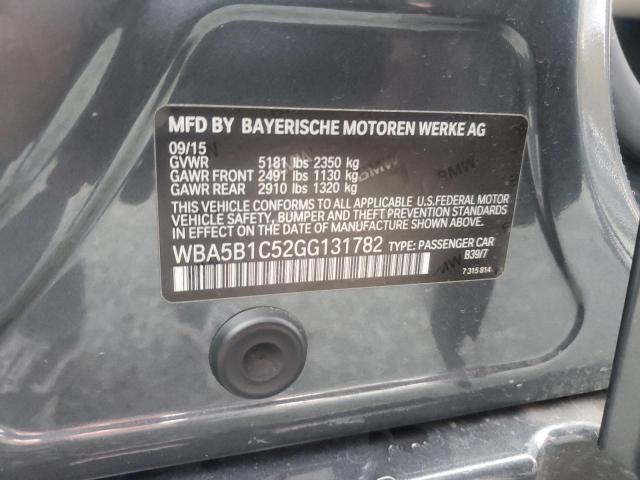 MFD BY BAYERISCHE MOTOREN WERKE AG
09/15
GVWR 5181 lbs 2350 kg
GAWR FRONT 2491 lbs 1130 kg
GAWR REAR 2910 lbs 1320 kg
THIS VEHICLE CONFORMS TO ALL APPLICABLE U.S.FEDERAL MOTOR
VEHICLE SAFETY, BUMPER AND THEFT PREVENTION STANDARDS
IN EFFECT ON THE DATE OF MANUFACTURE SHOWN ABOVE.
WBA5B1C52GG131782 TYPE: PASSENGER CAR
B39/7
7 315 814